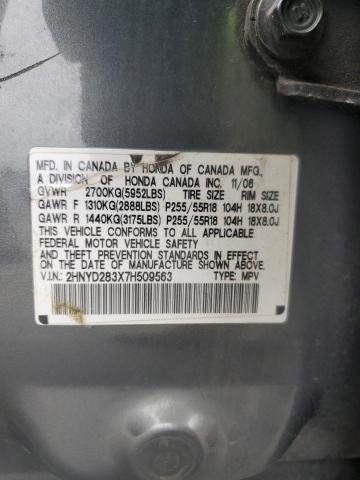 MFD. IN CANADA BY HONDA OF CANADA MFG.,
A DIVISION OF HONDA CANADA INC. 11/06
GVWR 2700KG(5952LBS) TIRE SIZE RIM SIZE
GAWR F 1310KG(2888LBS) P255/55R18 104H 18X8.0J
GAWR R 1440KG(3175LBS) P255/55R18 104H 18X8.0J
THIS VEHICLE CONFORMS TO ALL APPLICABLE
FEDERAL MOTOR VEHICLE SAFETY
AND THEFT PREVENTION STANDARDS IN EFFECT ON
THE DATE OF MANUFACTURE SHOWN ABOVE.
V.I.N.: 2HNYD283X7H509563 TYPE: MPV